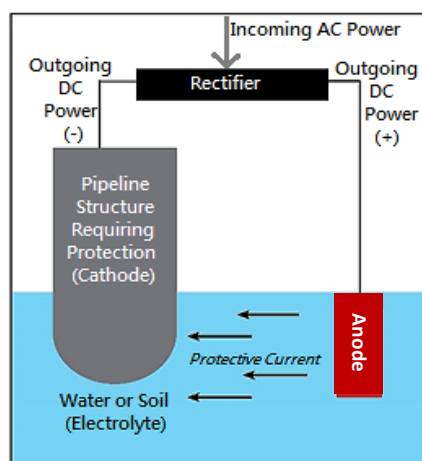 Incoming AC Power
Outgoing
DC
Power
(-)
Rectifier
Outgoing
DC
Power
(+)
Pipeline
Structure
Requiring
Protection
(Cathode)
Anode
Protective Current
Water or Soil
(Electrolyte)